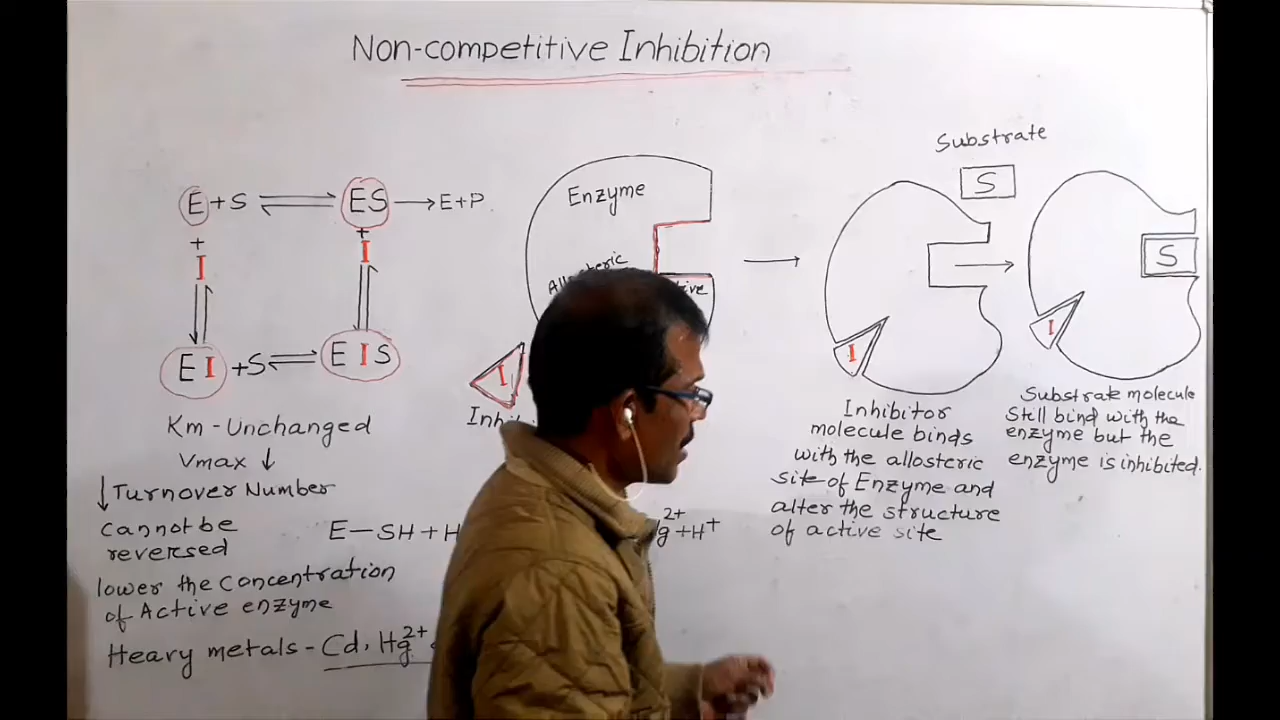 Non-competitive Inhibition
E + S ⇌ ES → E+P
+
I
+
I
E I + S ⇌ E I S
Km - Unchanged
Vmax ↓
↓ Turnover Number
cannot be
reversed
lower the concentration
of Active enzyme
Heavy metals - Cd, Hg2+
E-SH + H
g2+ + H+
Enzyme
I
Substrate
S
I
Inhibitor
molecule binds
with the allosteric
site of Enzyme and
alter the structure
of active site
S
I
Substrate molecule
still bind with the
enzyme but the
enzyme is inhibited.